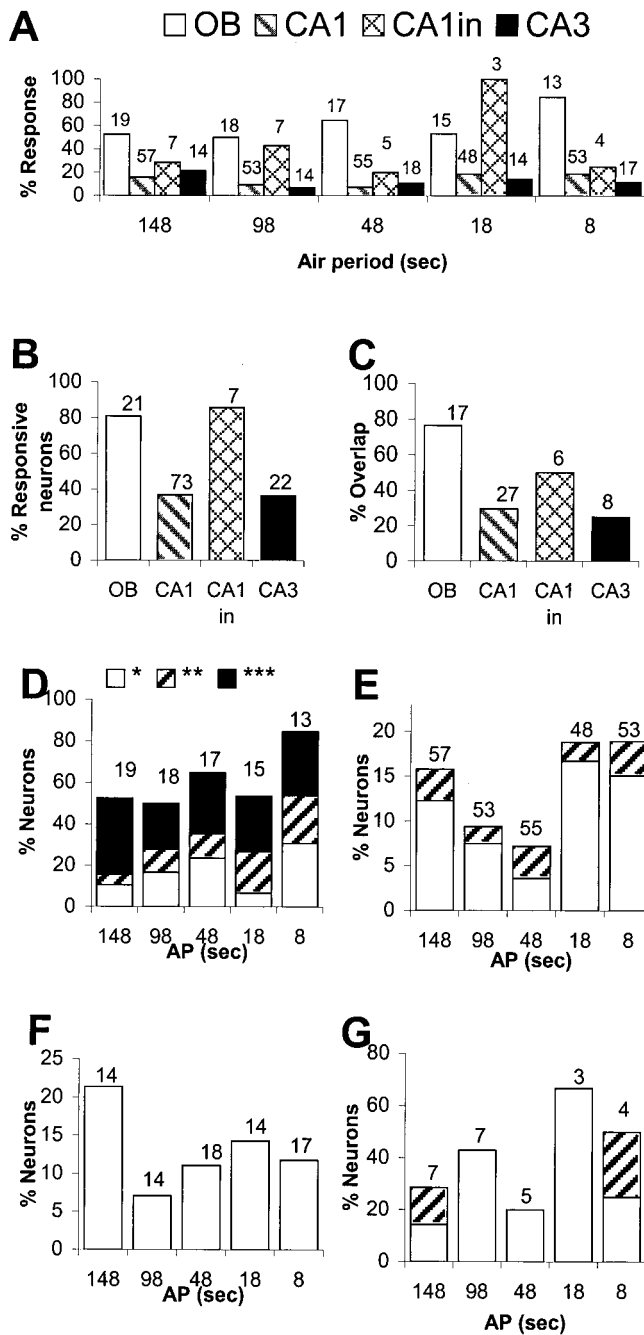 A
OB CA1 CA1in CA3
% Response
100
80
60
40
20
0
19 57 7 14
18 53 7 14
17 55 5 18
15 48 3 14
13 53 4 17
148 98 48 18 8
Air period (sec)
B
% Responsive neurons
100
80
60
40
20
0
21 73 7 22
OB CA1 CA1 in CA3
C
% Overlap
100
80
60
40
20
0
17 27 6 8
OB CA1 CA1 in CA3
D
* ** ***
% Neurons
100
80
60
40
20
0
19 18 17 15 13
148 98 48 18 8
AP (sec)
E
% Neurons
20
15
10
5
0
57 53 55 48 53
148 98 48 18 8
AP (sec)
F
% Neurons
25
20
15
10
5
0
14 14 18 14 17
148 98 48 18 8
AP (sec)
G
% Neurons
80
60
40
20
0
7 7 5 3 4
148 98 48 18 8
AP (sec)